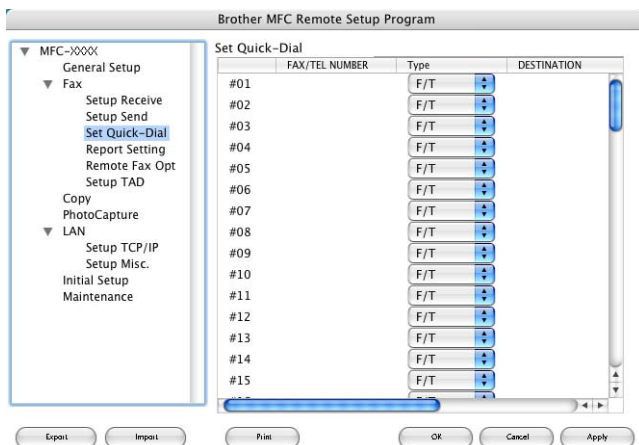 Brother MFC Remote Setup Program
MFC-XXXX
General Setup
Fax
Setup Receive
Setup Send
Set Quick-Dial
Report Setting
Remote Fax Opt
Setup TAD
Copy
PhotoCapture
LAN
Setup TCP/IP
Setup Misc.
Initial Setup
Maintenance
Set Quick-Dial
FAX/TEL NUMBER Type DESTINATION
#01 F/T
#02 F/T
#03 F/T
#04 F/T
#05 F/T
#06 F/T
#07 F/T
#08 F/T
#09 F/T
#10 F/T
#11 F/T
#12 F/T
#13 F/T
#14 F/T
#15 F/T
Export Import Print OK Cancel Apply